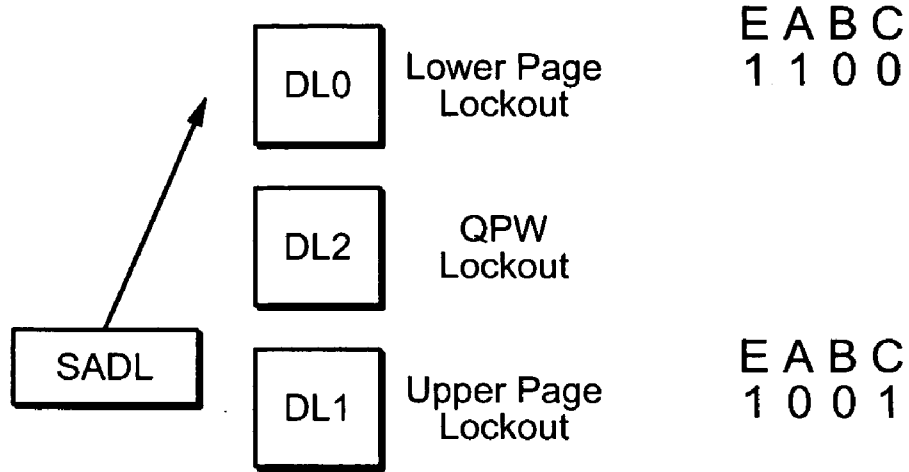 DL0
Lower Page
Lockout
E A B C
1 1 0 0
DL2
QPW
Lockout
SADL
DL1
Upper Page
Lockout
E A B C
1 0 0 1